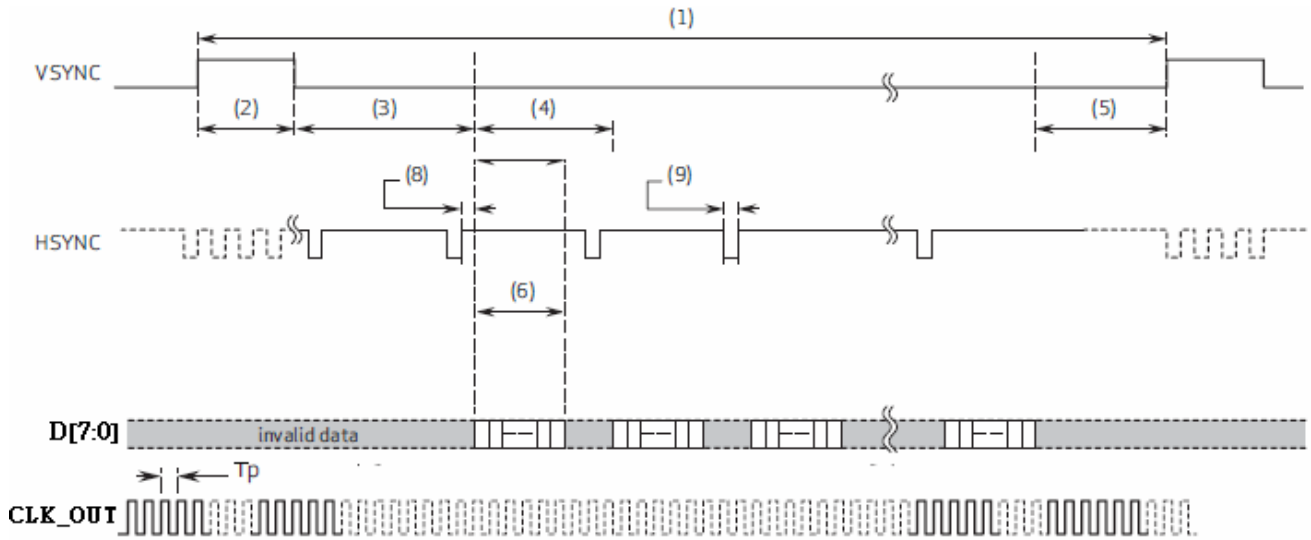 (1)
VSYNC
(2)
(3)
(4)
(5)
(8)
(9)
HSYNC
(6)
D[7:0]
invalid data
Tp
CLK_OUT